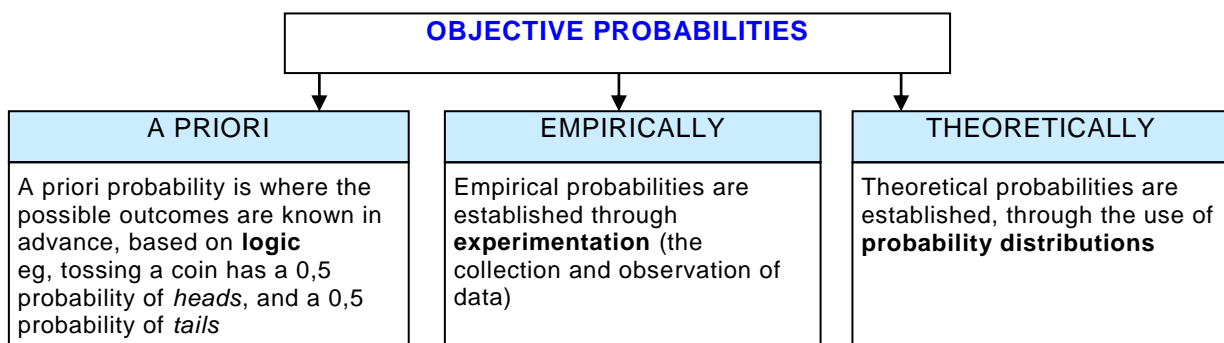 OBJECTIVE PROBABILITIES
A PRIORI
A priori probability is where the
possible outcomes are known in
advance, based on logic
eg, tossing a coin has a 0,5
probability of heads, and a 0,5
probability of tails
EMPIRICALLY
Empirical probabilities are
established through
experimentation (the
collection and observation of
data)
THEORETICALLY
Theoretical probabilities are
established, through the use of
probability distributions